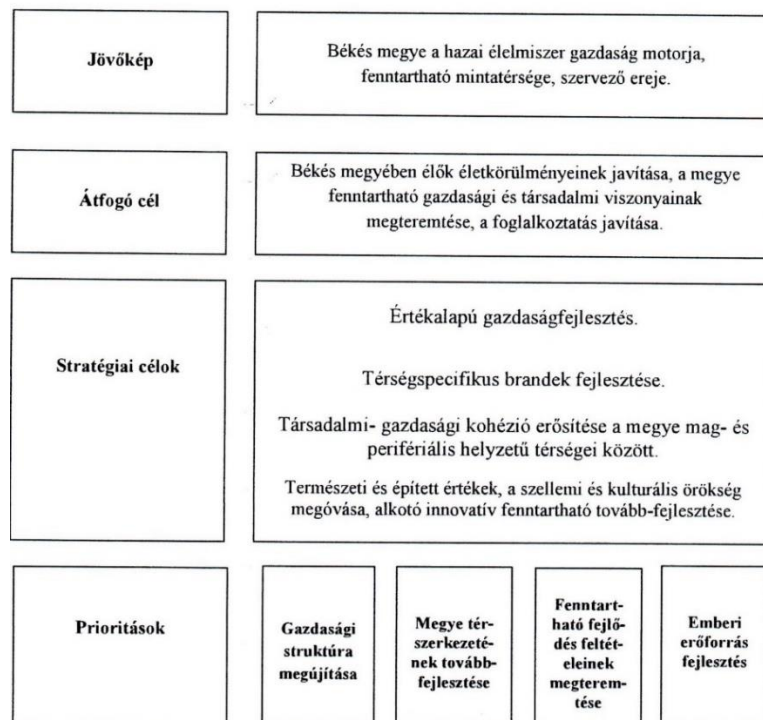 Jövőkép
Békés megye a hazai élelmiszer gazdaság motorja,
fenntartható mintatérsége, szervező ereje.
Átfogó cél
Békés megyében élők életkörülményeinek javítása, a megye
fenntartható gazdasági és társadalmi viszonyainak
megteremtése, a foglalkoztatás javítása.
Stratégiai célok
Értékalapú gazdaságfejlesztés.
Térségspecifikus brandek fejlesztése.
Társadalmi- gazdasági kohézió erősítése a megye mag- és
perifériális helyzetű térségei között.
Természeti és épített értékek, a szellemi és kulturális örökség
megóvása, alkotó innovatív fenntartható tovább-fejlesztése.
Prioritások
Gazdasági
struktúra
megújítása
Megye tér-
szerkezeté-
nek tovább-
fejlesztése
Fenntart-
ható fejlő-
dés feltét-
eleinek
megterem-
tése
Emberi
erőforrás
fejlesztés